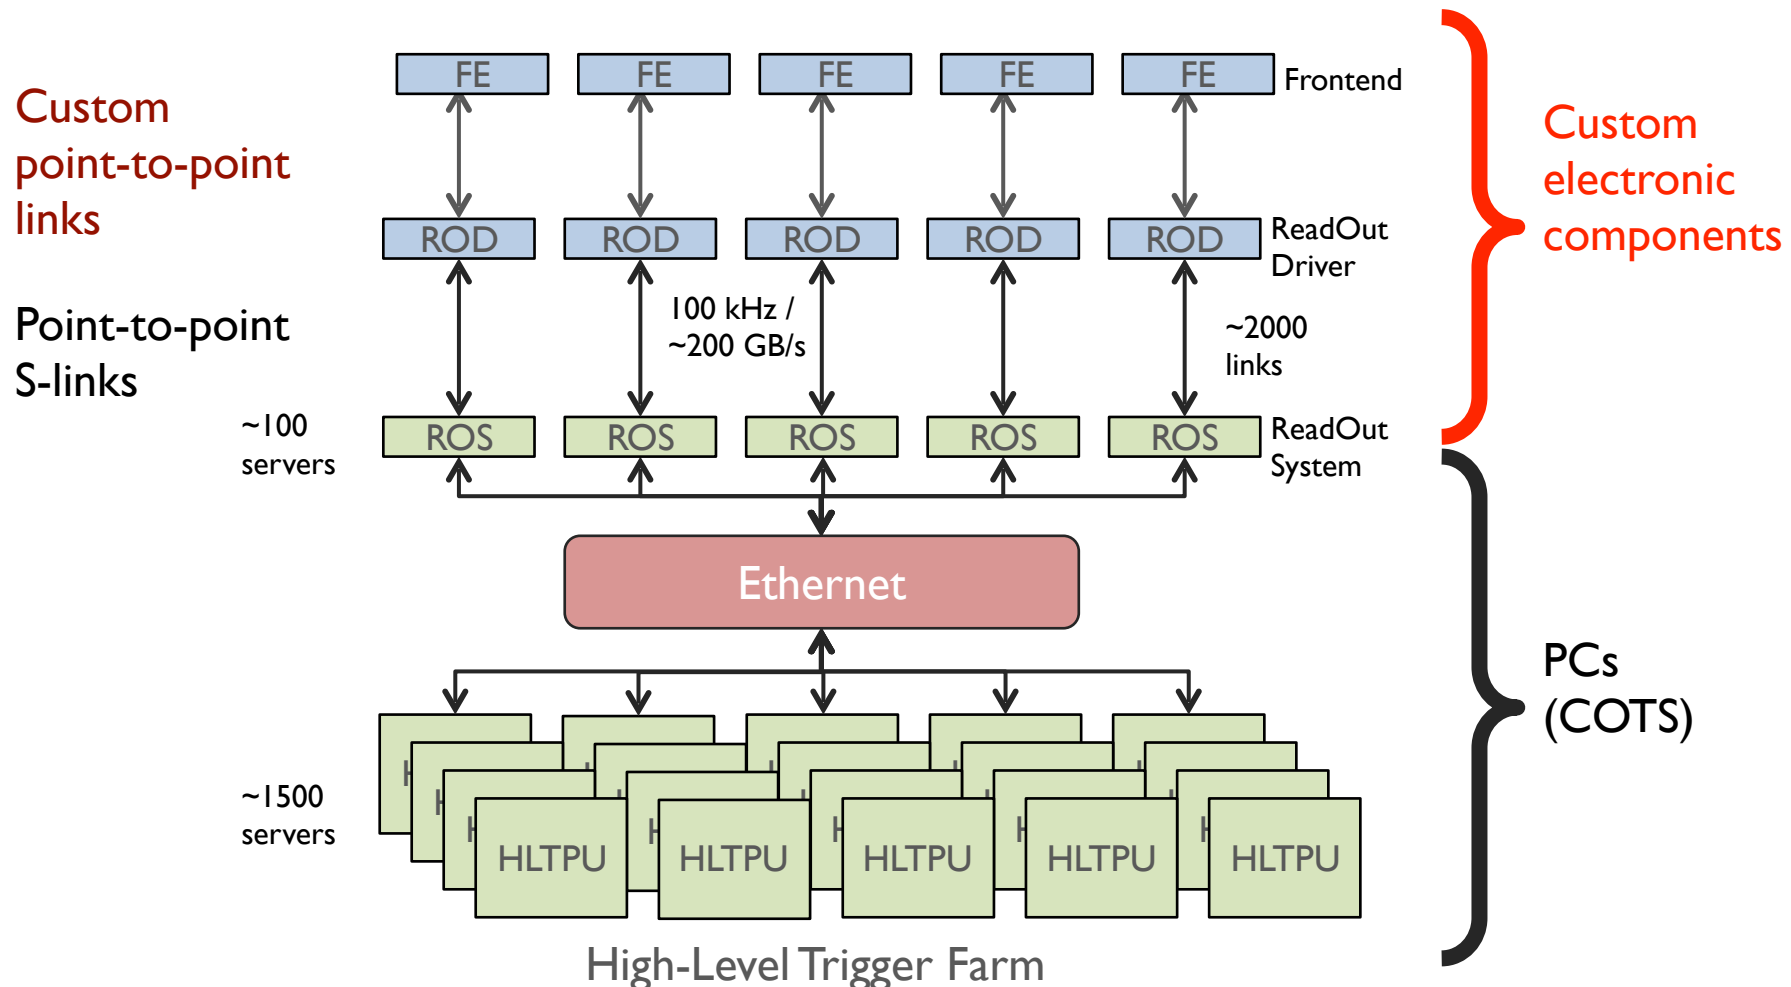 FE FE FE FE FE
Frontend
Custom
point-to-point
links
Custom
electronic
components
ROD ROD ROD ROD ROD
ReadOut
Driver
Point-to-point
S-links
100 kHz /
~200 GB/s
~2000
links
~100
servers
ROS ROS ROS ROS ROS
ReadOut
System
Ethernet
PCs
(COTS)
~1500
servers
HLTPU HLTPU HLTPU HLTPU HLTPU
High-Level Trigger Farm